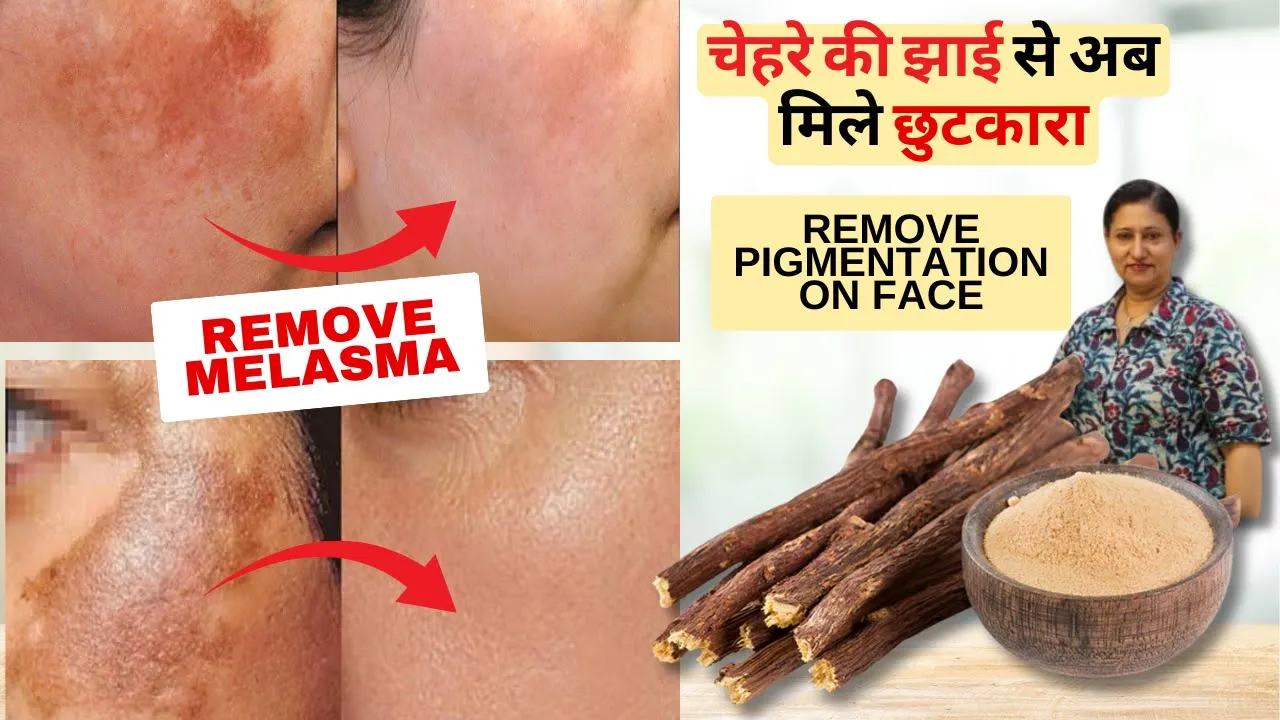 चेहरे की झाई से अब
मिले छुटकारा
REMOVE
PIGMENTATION
ON FACE
REMOVE
MELASMA